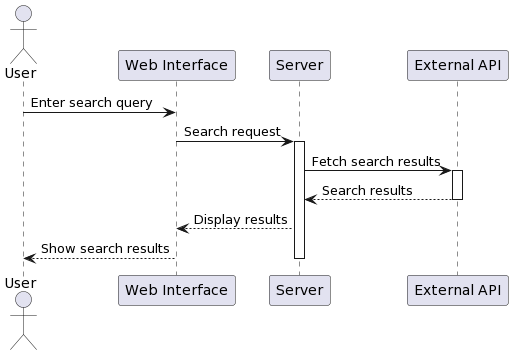 User
Web Interface
Server
External API
Enter search query
Search request
Fetch search results
Search results
Display results
Show search results
User
Web Interface
Server
External API